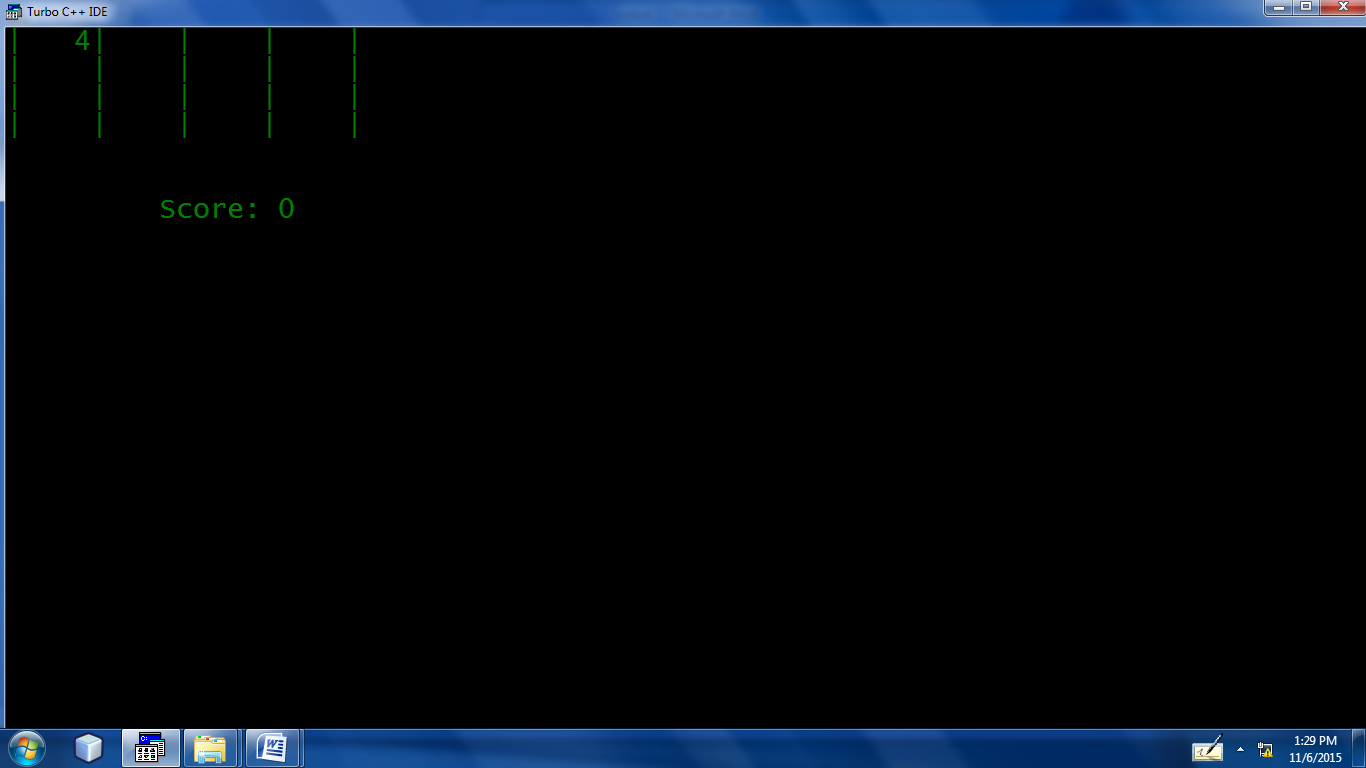 Turbo C++ IDE
| 4| | | |
| | | | |
| | | | |
| | | | |
Score: 0
1:29 PM
11/6/2015